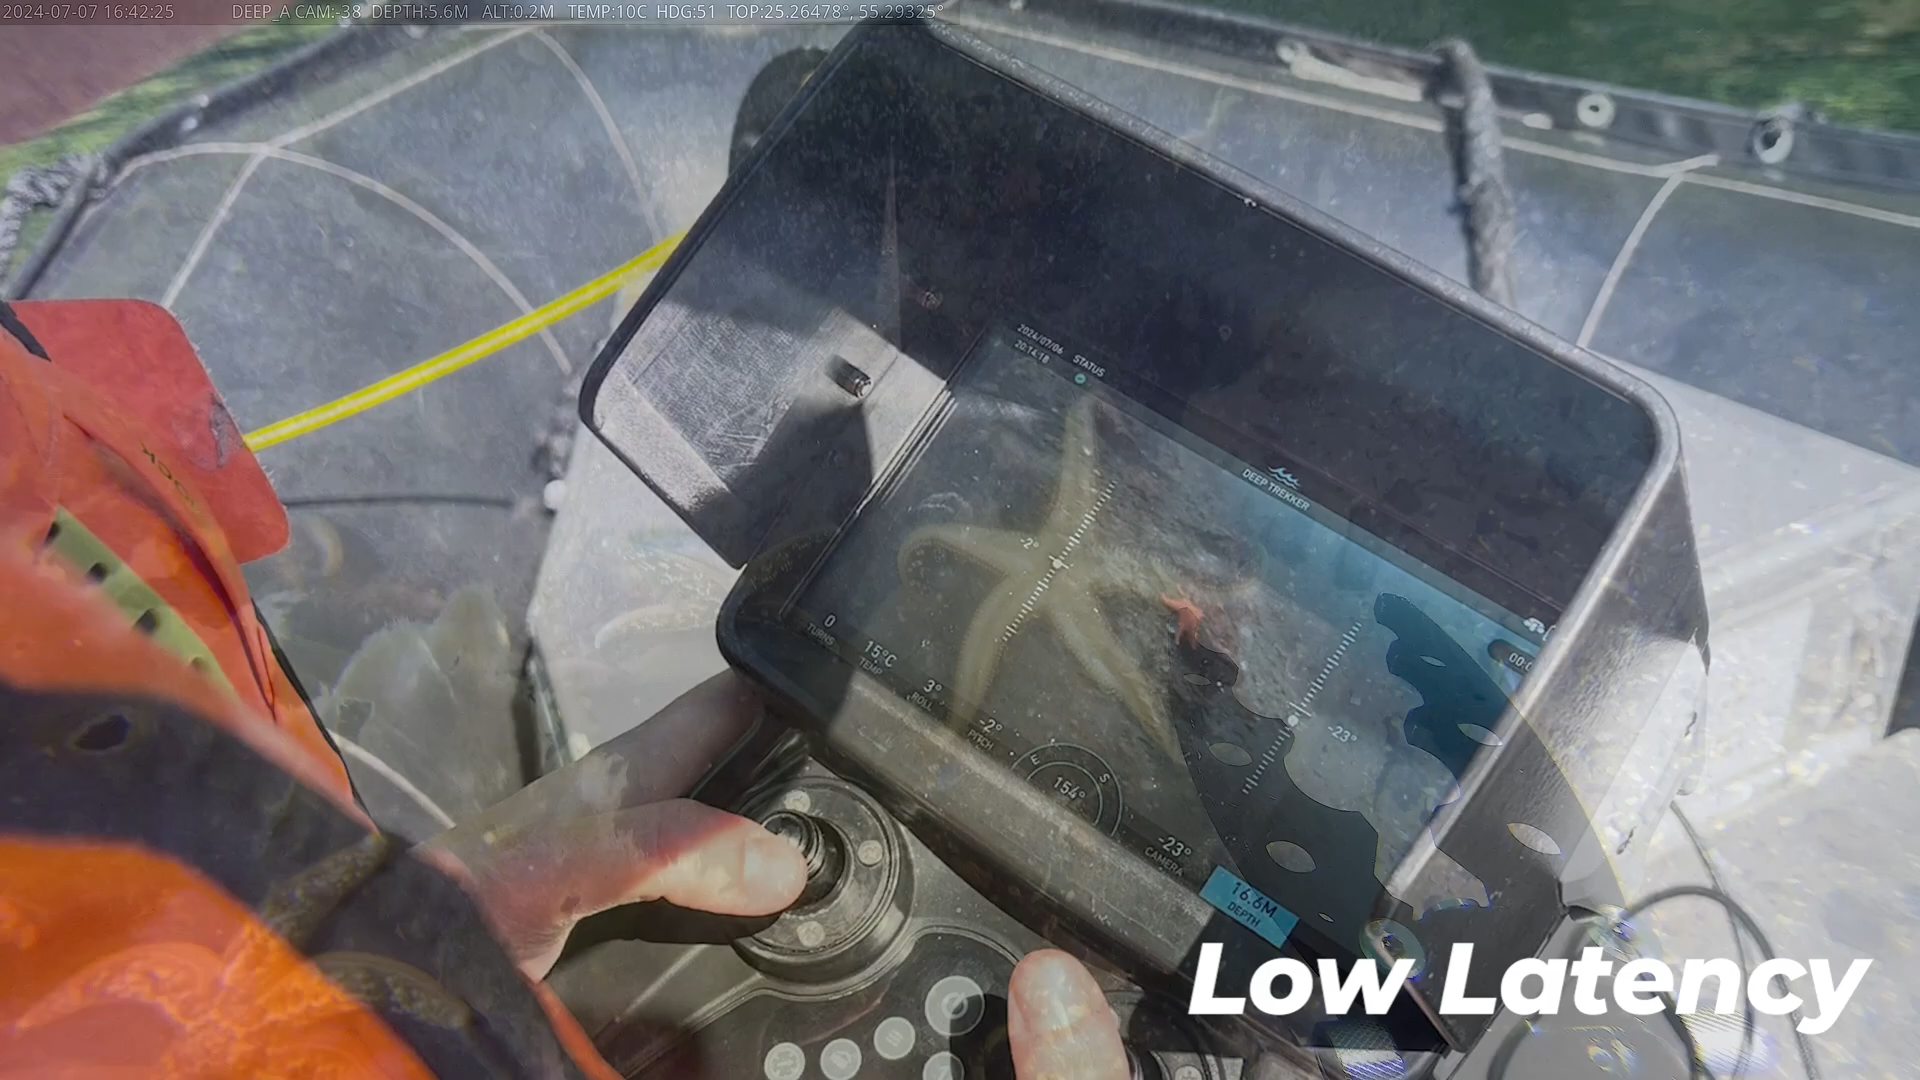 2024-07-07 16:42:25 DEEP_A CAM:-38 DEPTH:5.6M ALT:0.2M TEMP:10C HDG:51 TOP:25.26478°, 55.29325°
2024/07/06
20:14:18
STATUS
DEEP TREKKER
-2°
0
TURNS
15°C
TEMP
3°
ROLL
-2°
PITCH
E
S
154°
-23°
-23°
CAMERA
16.6M
DEPTH
Low Latency